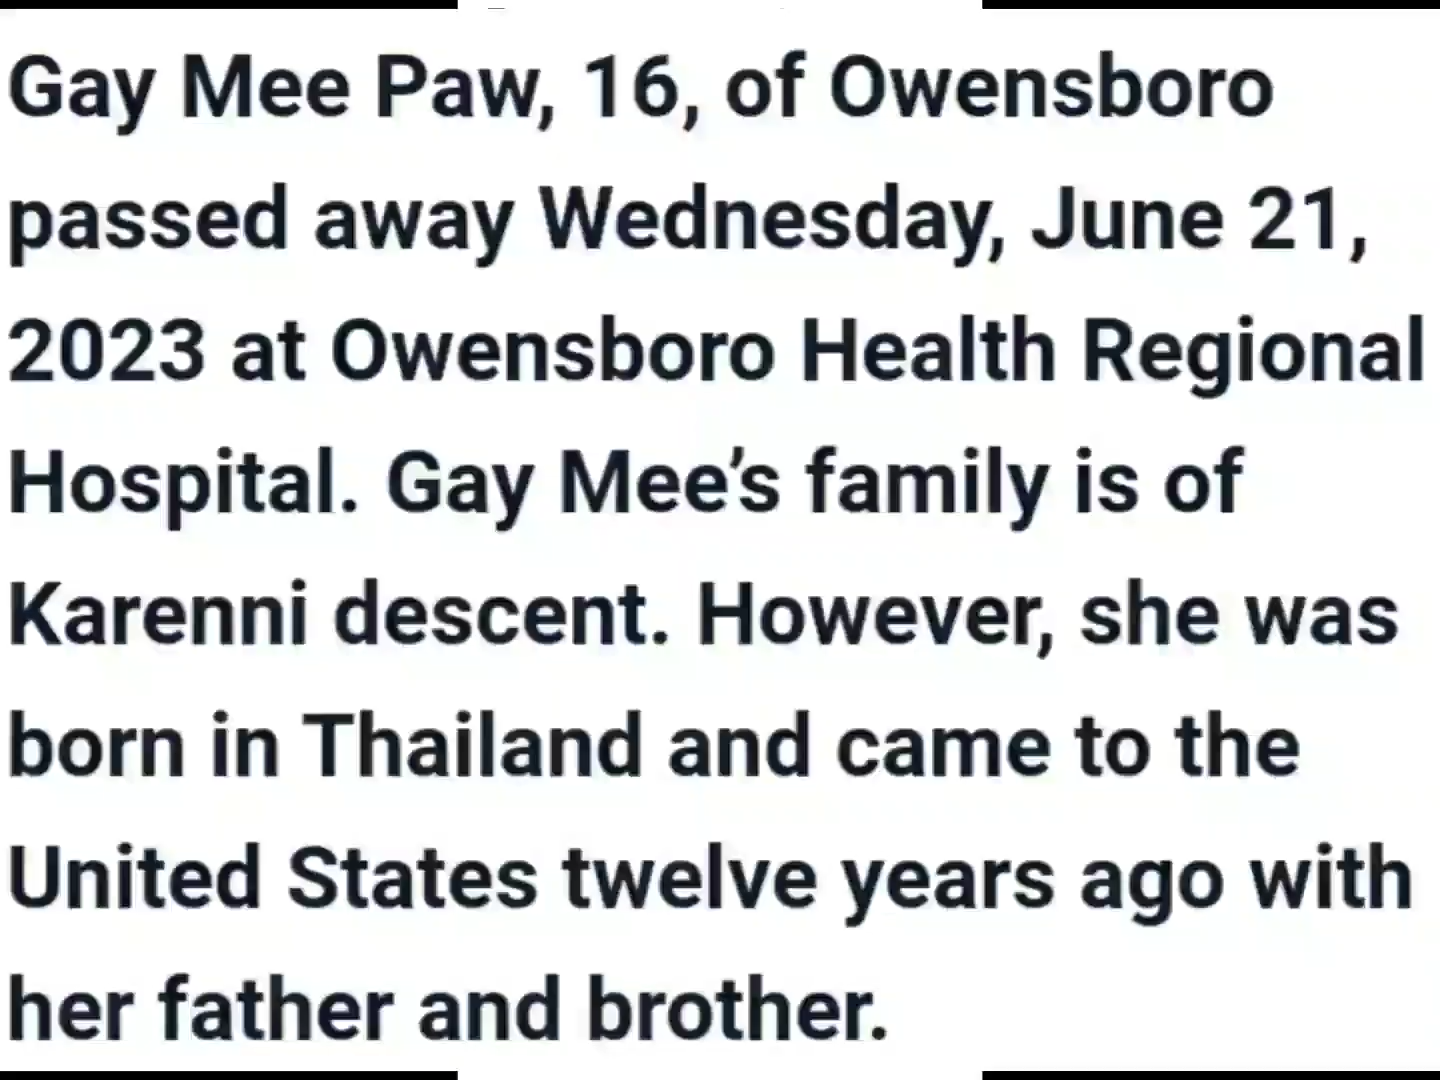 Gay Mee Paw, 16, of Owensboro
passed away Wednesday, June 21,
2023 at Owensboro Health Regional
Hospital. Gay Mee’s family is of
Karenni descent. However, she was
born in Thailand and came to the
United States twelve years ago with
her father and brother.